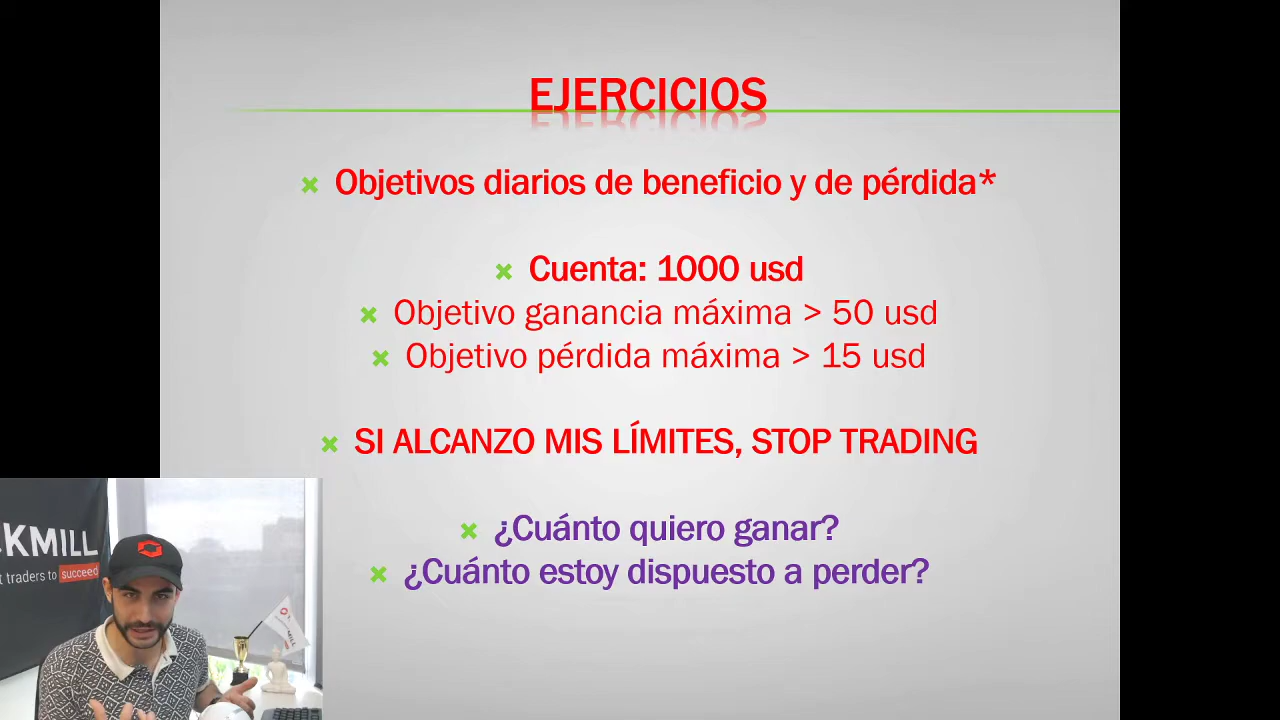 EJERCICIOS
Objetivos diarios de beneficio y de pérdida*
Cuenta: 1000 usd
Objetivo ganancia máxima > 50 usd
Objetivo pérdida máxima > 15 usd
SI ALCANZO MIS LÍMITES, STOP TRADING
¿Cuánto quiero ganar?
¿Cuánto estoy dispuesto a perder?
CKMILL
t traders to succeed